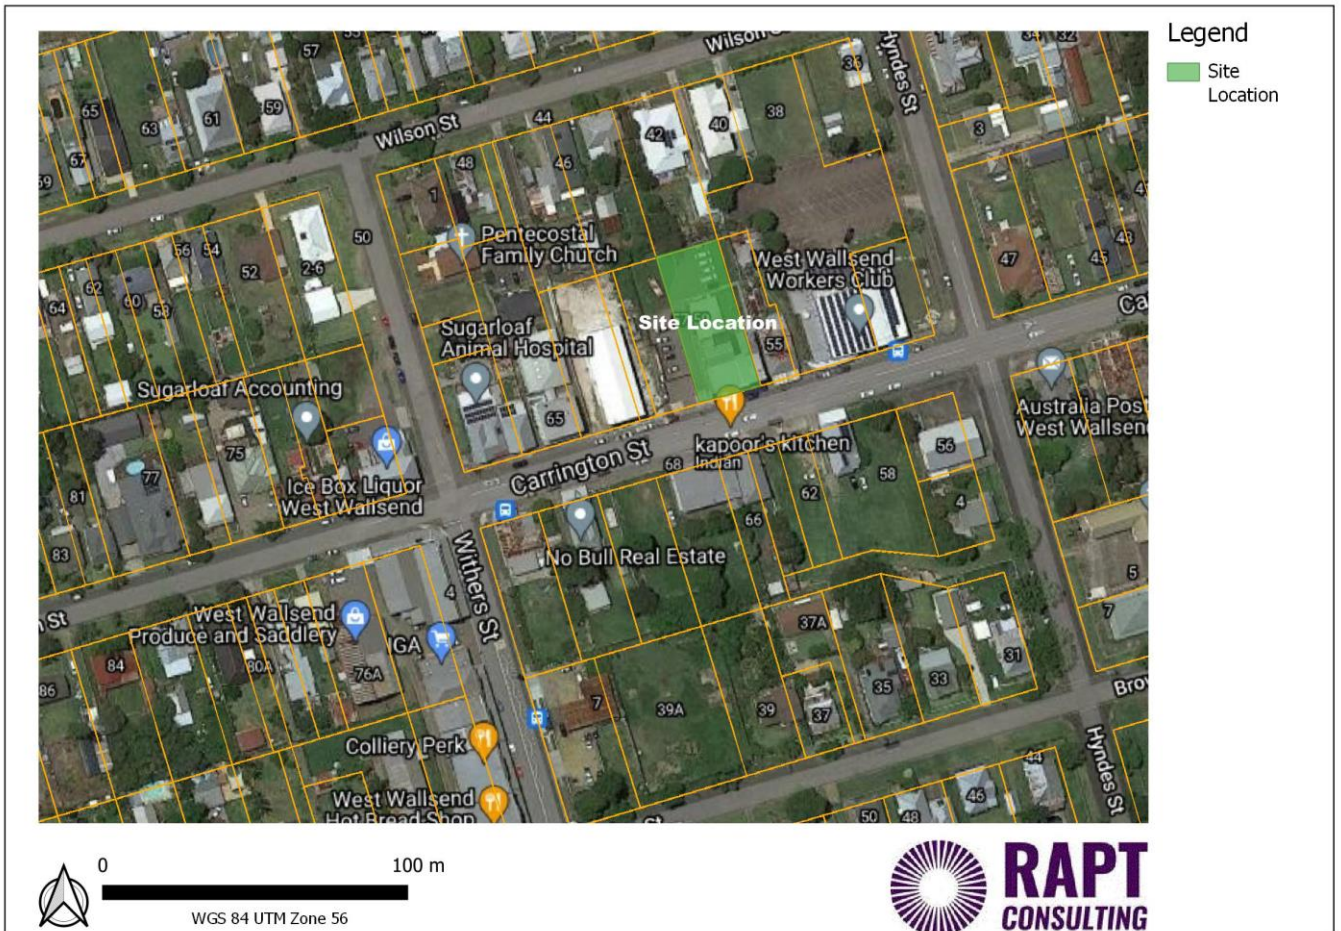 Legend
Site
Location
Wilson St
Hyndes St
57
32
36
65
59
61
63
67
38
40
42
44
3
Wilson St
48
46
1
Pentecostal
Family Church
50
56
54
52
2-6
West Wallsend
Workers Club
47
43
45
64
62
60
58
Site Location
55
Sugarloaf
Animal Hospital
Sugarloaf Accounting
65
Australia Post
West Wallsend
kapoor's kitchen
Indian
Carrington St
68
56
58
62
4
66
75
77
81
83
Ice Box Liquor
West Wallsend
No Bull Real Estate
Withers St
4
5
7
West Wallsend
Produce and Saddlery
IGA
84
80A
76A
86
37A
31
33
35
37
39
39A
7
Colliery Perk
West Wallsend
Hot Bread Shop
Hyndes St
44
46
48
50
0
100 m
WGS 84 UTM Zone 56
RAPT
CONSULTING